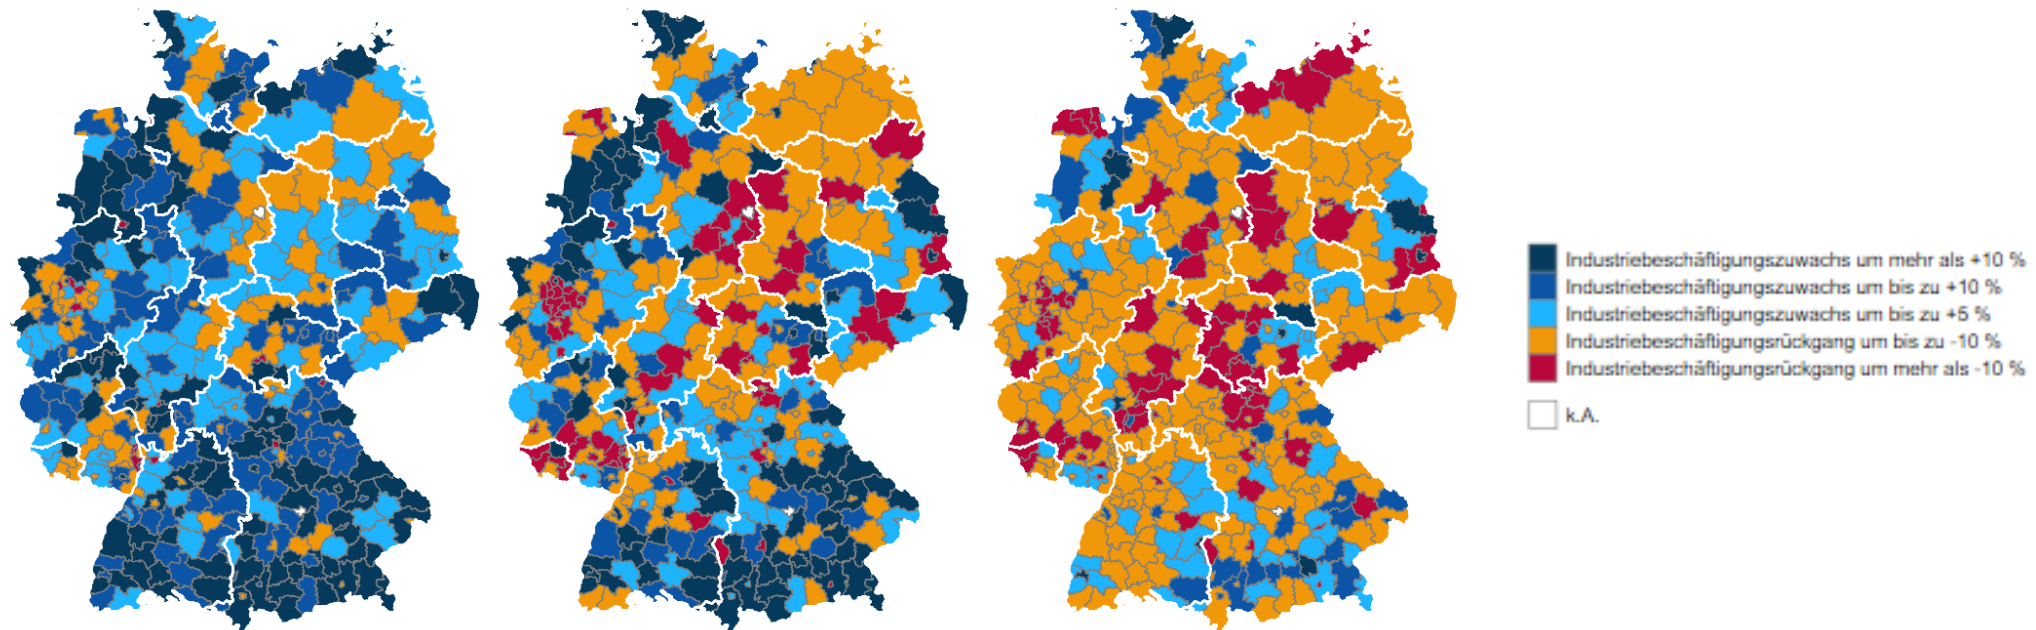 Industriebeschäftigungszuwachs um mehr als +10 %
Industriebeschäftigungszuwachs um bis zu +10 %
Industriebeschäftigungszuwachs um bis zu +5 %
Industriebeschäftigungsrückgang um bis zu -10 %
Industriebeschäftigungsrückgang um mehr als -10 %
k.A.